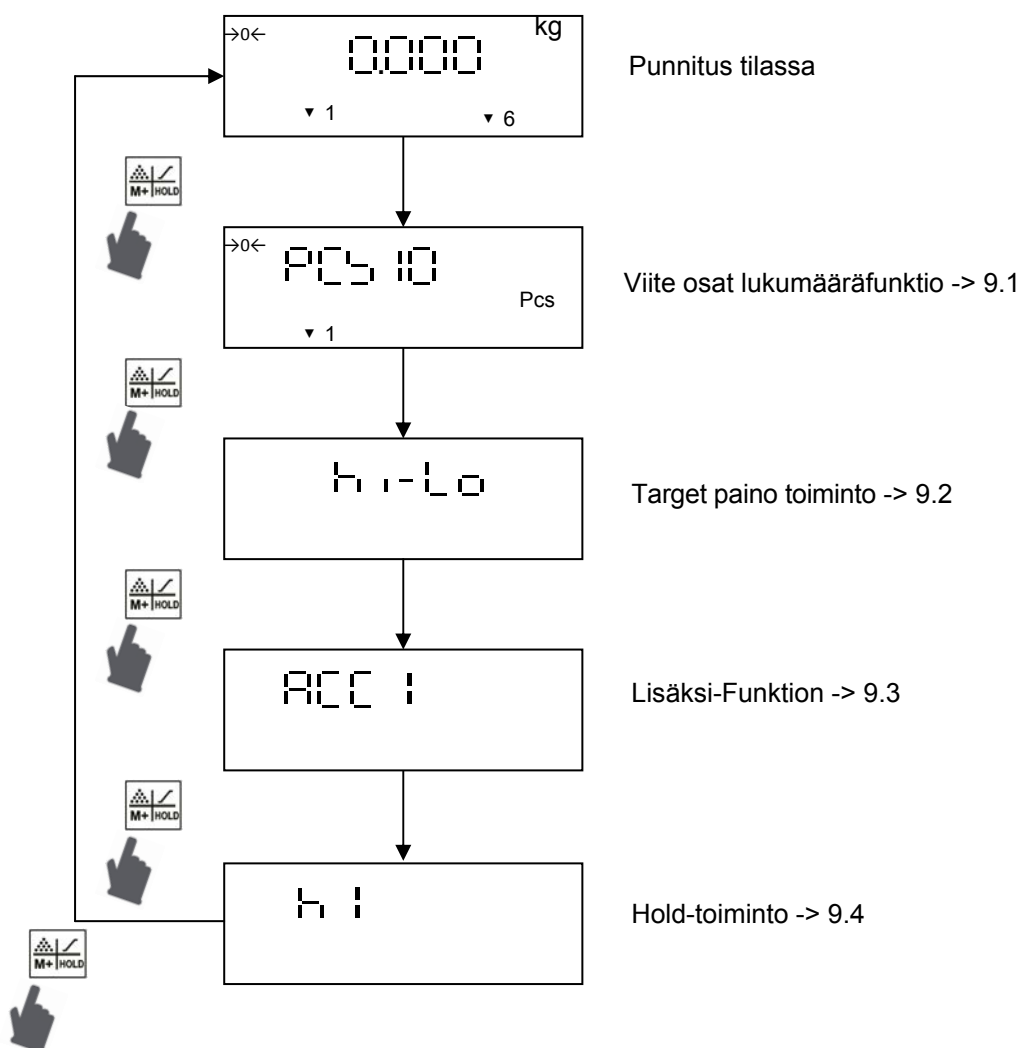 →0← kg
0.000
▼ 1 ▼ 6
Punnitus tilassa
M+ HOLD
→0← PCS 10
Pcs
▼ 1
Viite osat lukumääräfunktio -> 9.1
M+ HOLD
hi-Lo
Target paino toiminto -> 9.2
M+ HOLD
ACC 1
Lisäksi-Funktion -> 9.3
M+ HOLD
h 1
Hold-toiminto -> 9.4
M+ HOLD